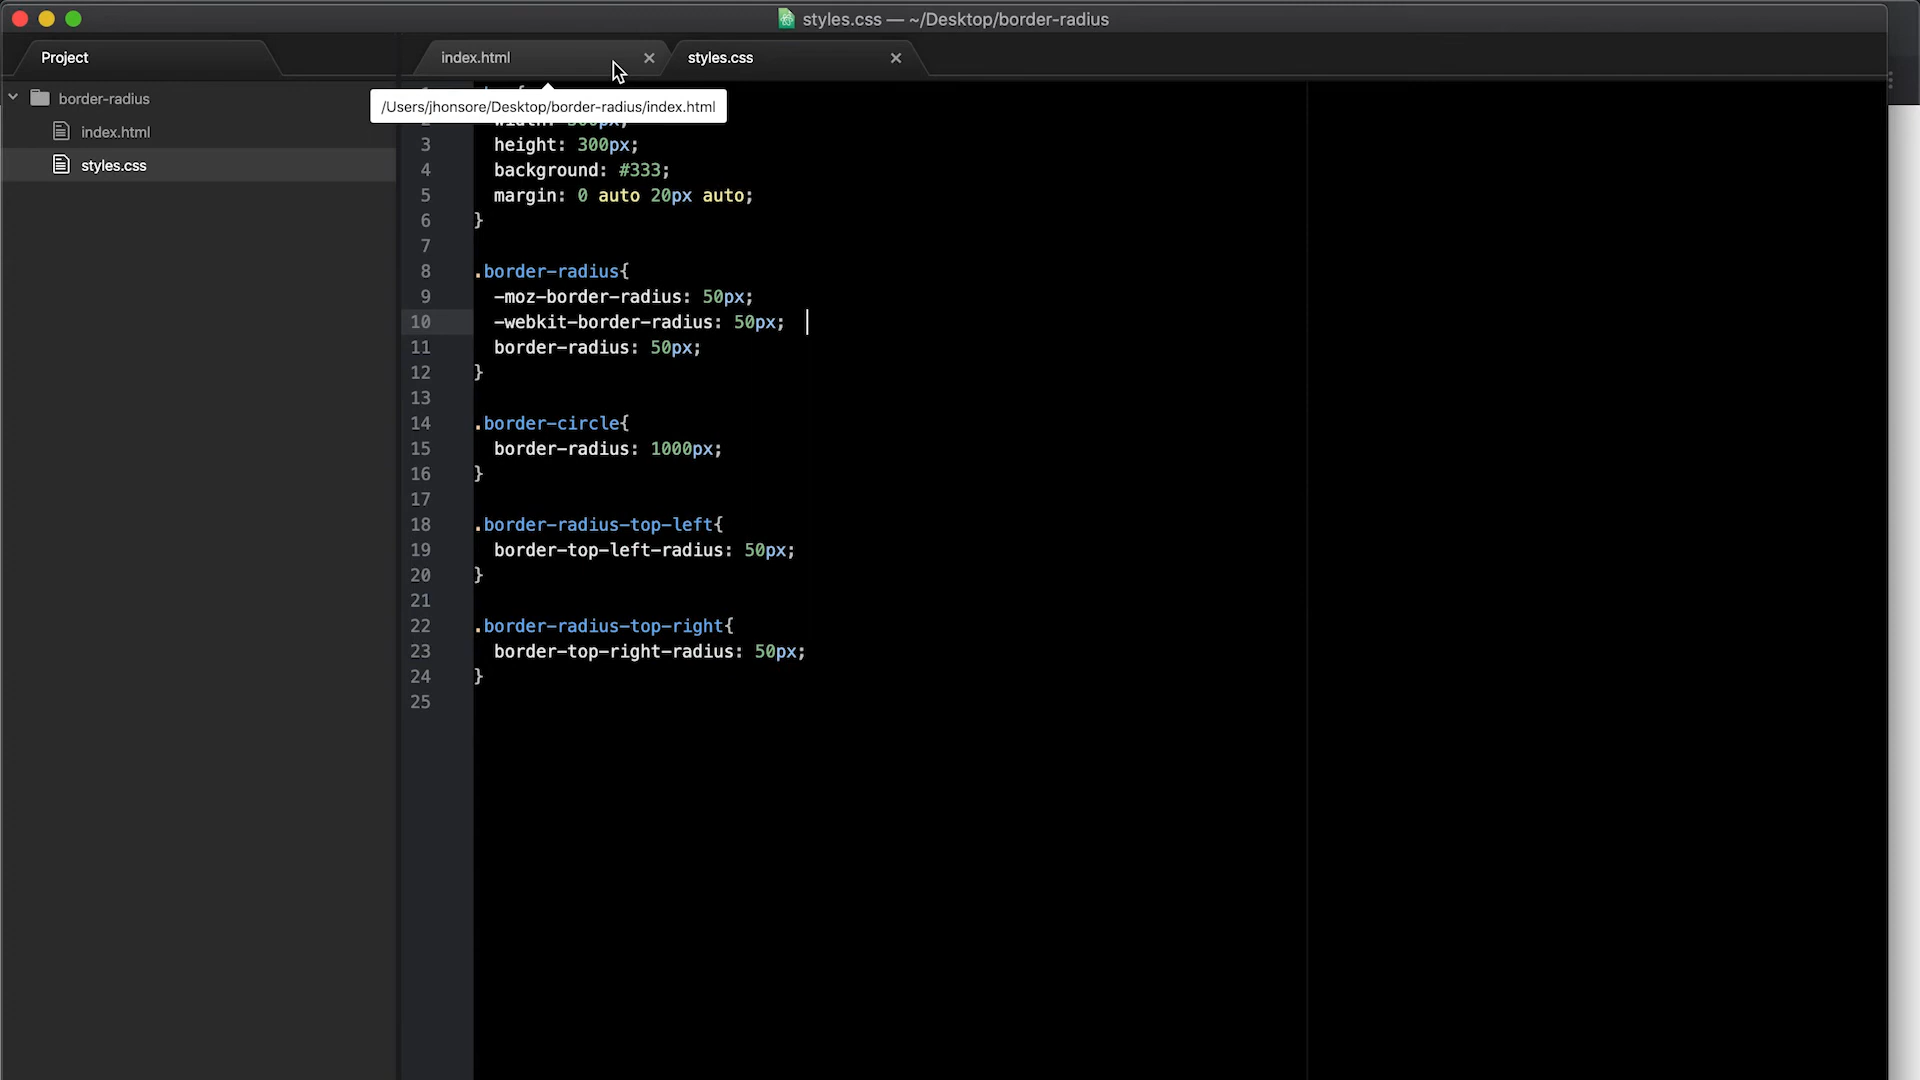 styles.css — ~/Desktop/border-radius
Project
index.html
styles.css
border-radius
index.html
styles.css
/Users/jhonsore/Desktop/border-radius/index.html
3 height: 300px;
4 background: #333;
5 margin: 0 auto 20px auto;
6 }
7
8 .border-radius{
9 -moz-border-radius: 50px;
10 -webkit-border-radius: 50px;
11 border-radius: 50px;
12 }
13
14 .border-circle{
15 border-radius: 1000px;
16 }
17
18 .border-radius-top-left{
19 border-top-left-radius: 50px;
20 }
21
22 .border-radius-top-right{
23 border-top-right-radius: 50px;
24 }
25